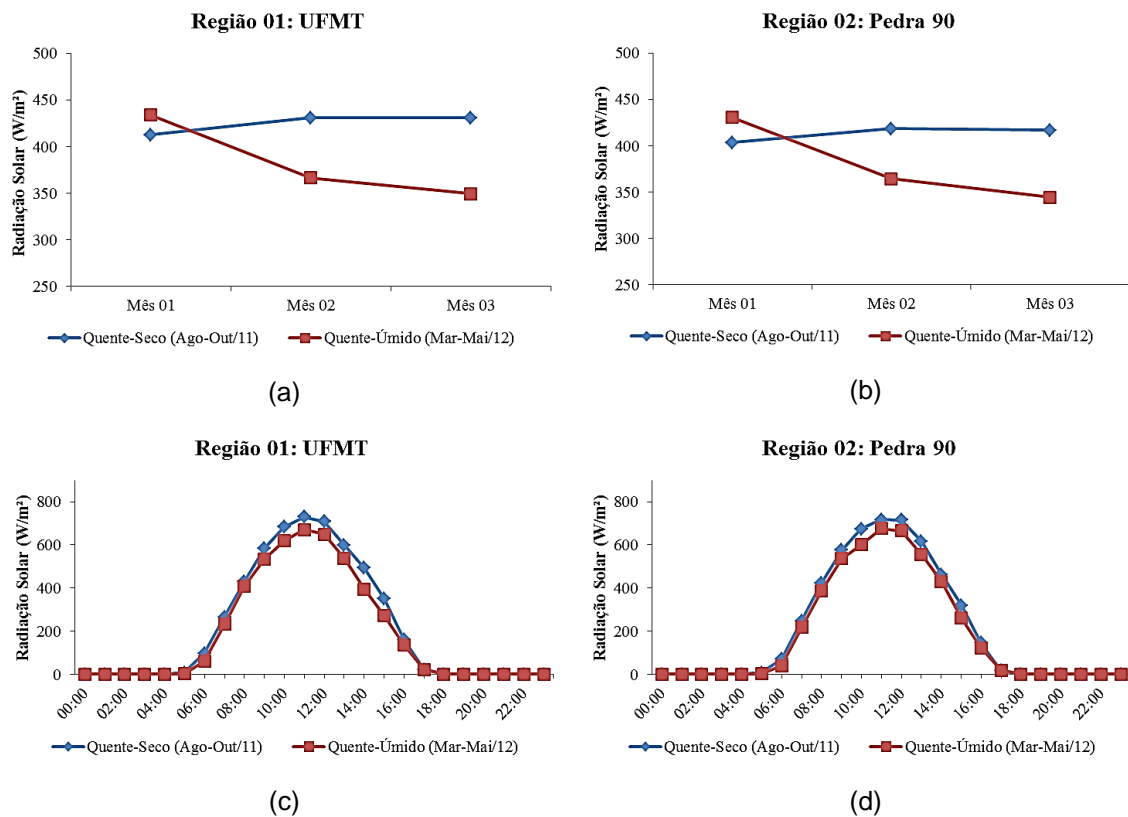 Região 01: UFMT
Radiação Solar (W/m²)
500
450
400
350
300
250
Mês 01 Mês 02 Mês 03
Quente-Seco (Ago-Out/11) Quente-Úmido (Mar-Mai/12)
(a)
Região 02: Pedra 90
Radiação Solar (W/m²)
500
450
400
350
300
250
Mês 01 Mês 02 Mês 03
Quente-Seco (Ago-Out/11) Quente-Úmido (Mar-Mai/12)
(b)
Região 01: UFMT
Radiação Solar (W/m²)
800
600
400
200
0
00:00 02:00 04:00 06:00 08:00 10:00 12:00 14:00 16:00 18:00 20:00 22:00
Quente-Seco (Ago-Out/11) Quente-Úmido (Mar-Mai/12)
(c)
Região 02: Pedra 90
Radiação Solar (W/m²)
800
600
400
200
0
00:00 02:00 04:00 06:00 08:00 10:00 12:00 14:00 16:00 18:00 20:00 22:00
Quente-Seco (Ago-Out/11) Quente-Úmido (Mar-Mai/12)
(d)